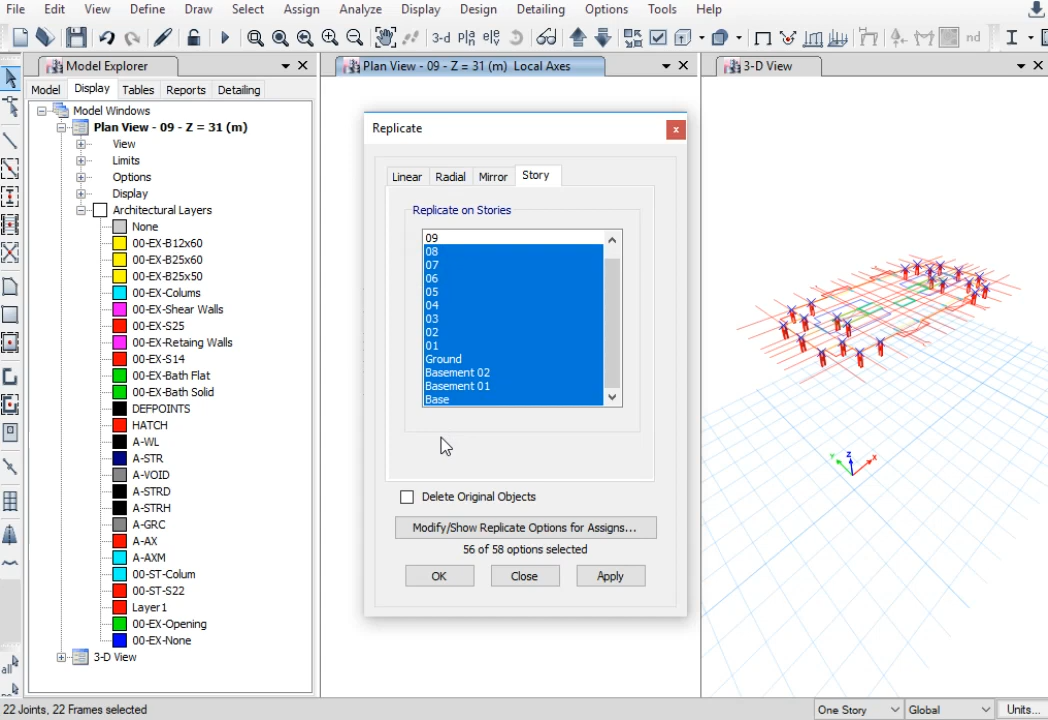 File Edit View Define Draw Select Assign Analyze Display Design Detailing Options Tools Help
3-d plan elev nd
Model Explorer
Plan View - 09 - Z = 31 (m) Local Axes
3-D View
Model Display Tables Reports Detailing
Model Windows
Plan View - 09 - Z = 31 (m)
View
Limits
Options
Display
Architectural Layers
None
00-EX-B12x60
00-EX-B25x60
00-EX-B25x50
00-EX-Colums
00-EX-Shear Walls
00-EX-S25
00-EX-Retaing Walls
00-EX-S14
00-EX-Bath Flat
00-EX-Bath Solid
DEFPOINTS
HATCH
A-WL
A-STR
A-VOID
A-STRD
A-STRH
A-GRC
A-AX
A-AXM
00-ST-Colum
00-ST-S22
Layer1
00-EX-Opening
00-EX-None
3-D View
Replicate
Linear Radial Mirror Story
Replicate on Stories
09
08
07
06
05
04
03
02
01
Ground
Basement 02
Basement 01
Base
Delete Original Objects
Modify/Show Replicate Options for Assigns...
56 of 58 options selected
OK Close Apply
Z
Y X
all
22 Joints, 22 Frames selected
One Story Global Units...